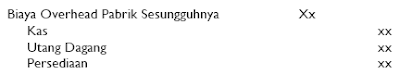 Biaya Overhead Pabrik Sesungguhnya Xx
Kas xx
Utang Dagang xx
Persediaan xx